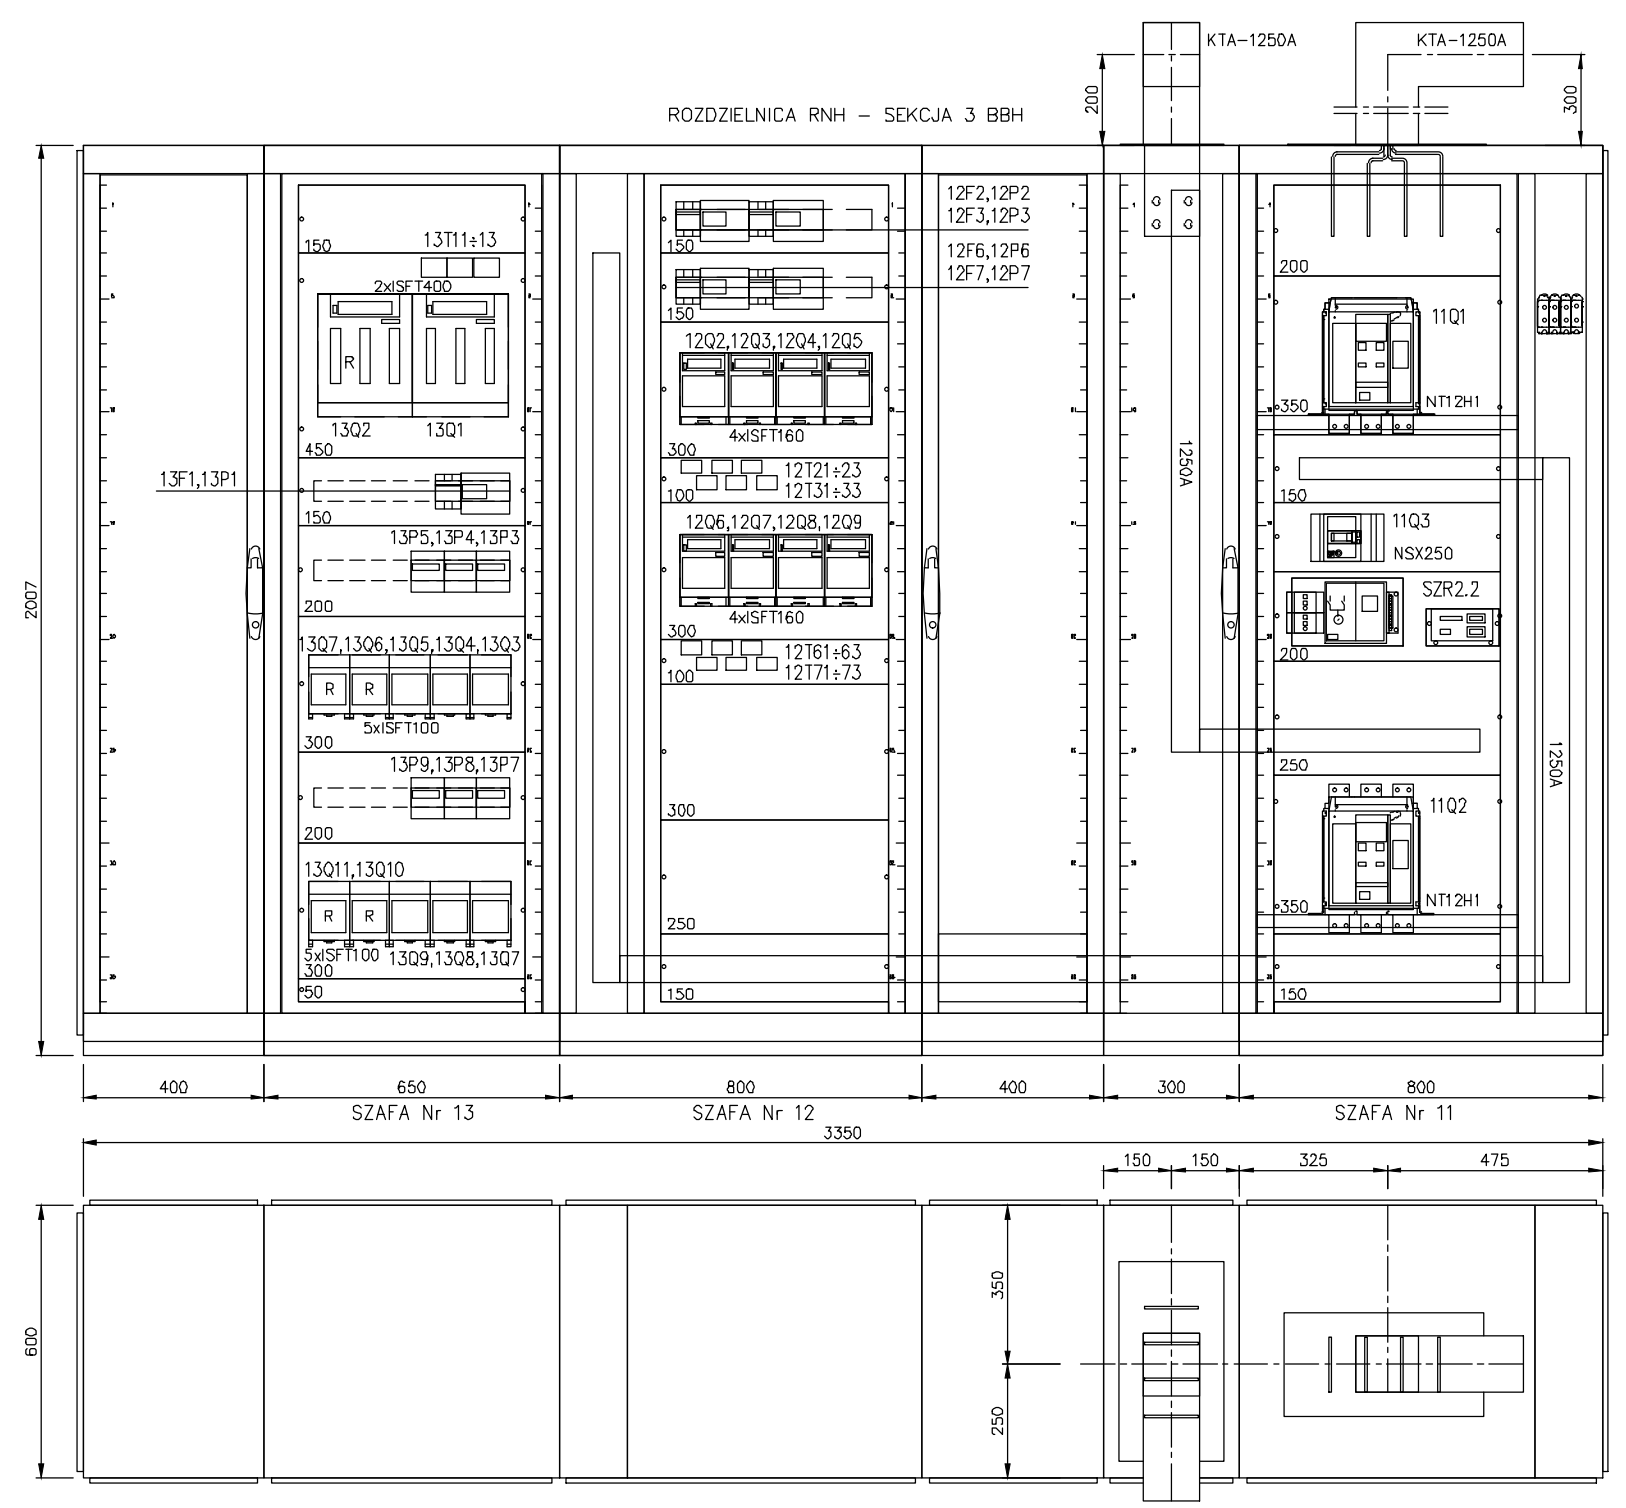 KTA-1250A
KTA-1250A
200
300
ROZDZIELNICA RNH - SEKCJA 3 BBH
2007
13T11÷13
150
2xISFT400
R
13Q2
13Q1
450
13F1,13P1
150
13P5,13P4,13P3
200
13Q7,13Q6,13Q5,13Q4,13Q3
R
R
5xISFT100
300
13P9,13P8,13P7
200
13Q11,13Q10
R
R
5xISFT100
13Q9,13Q8,13Q7
300
50
12F2,12P2
12F3,12P3
150
12F6,12P6
12F7,12P7
150
12Q2,12Q3,12Q4,12Q5
4xISFT160
300
12T21÷23
12T31÷33
100
12Q6,12Q7,12Q8,12Q9
4xISFT160
300
12T61÷63
12T71÷73
100
300
250
150
1250A
200
11Q1
NT12H1
350
150
11Q3
NSX250
SZR2.2
200
250
1250A
11Q2
NT12H1
350
150
400
650
800
400
300
800
SZAFA Nr 13
SZAFA Nr 12
SZAFA Nr 11
3350
150
150
325
475
600
350
250